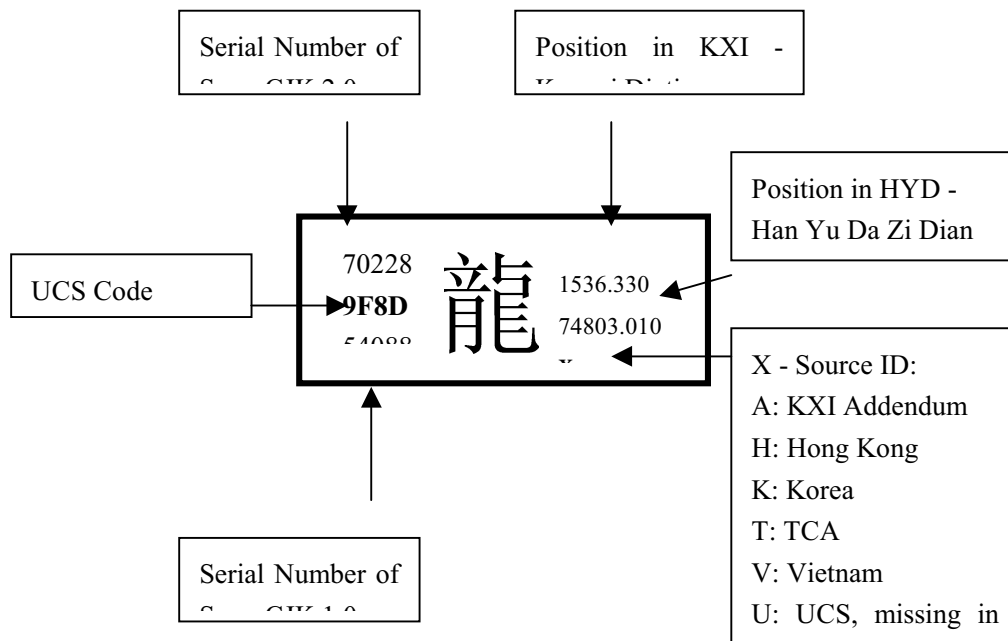 Serial Number of
Position in KXI -
Position in HYD -
Han Yu Da Zi Dian
UCS Code
70228
9F8D
龍
1536.330
74803.010
X - Source ID:
A: KXI Addendum
H: Hong Kong
K: Korea
T: TCA
V: Vietnam
U: UCS, missing in
Serial Number of